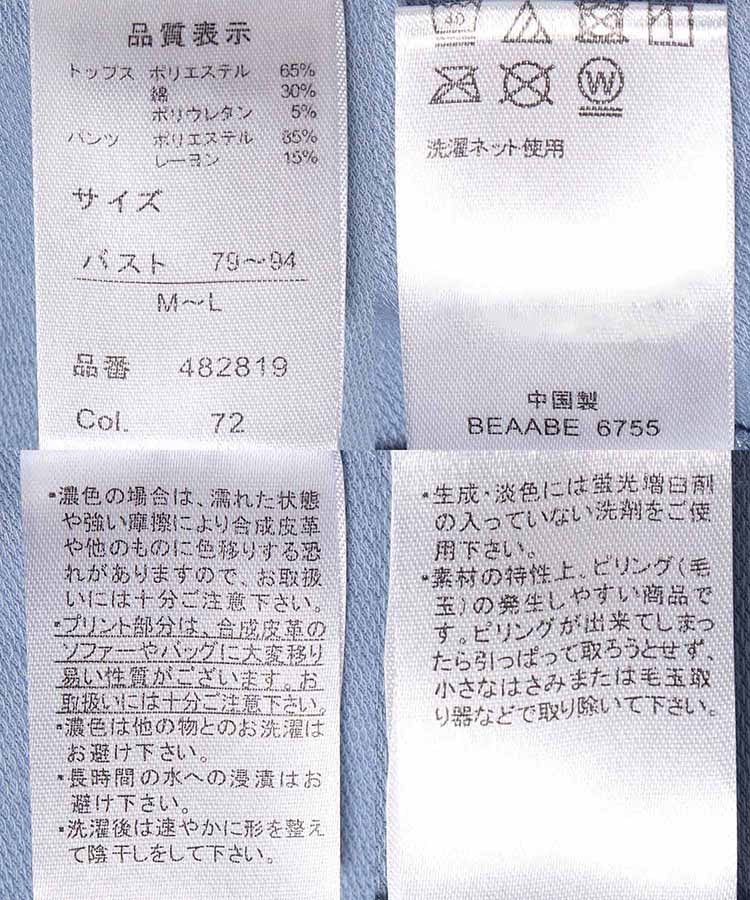 品質表示
トップス ポリエステル 65%
綿 30%
ポリウレタン 5%
パンツ ポリエステル 85%
レーヨン 15%
サイズ
バスト 79〜94
M〜L
品番 482819
Col. 72
40
W
洗濯ネット使用
中国製
BEAABE 6755
・濃色の場合は、濡れた状態
や強い摩擦により合成皮革
や他のものに色移りする恐
れがありますので、お取扱
いには十分ご注意下さい。
・プリント部分は、合成皮革の
ソファーやバッグに大変移り
易い性質がございます。お
取扱いには十分ご注意下さい。
・濃色は他の物とのお洗濯は
お避け下さい。
・長時間の水への浸漬はお
避け下さい。
・洗濯後は速やかに形を整え
て陰干しをして下さい。
・生成・淡色には蛍光増白剤
の入っていない洗剤をご使
用下さい。
・素材の特性上、ピリング(毛
玉)の発生しやすい商品で
す。ピリングが出来てしまっ
たら引っぱって取ろうとせず、
小さなはさみまたは毛玉取
り器などで取り除いて下さい。